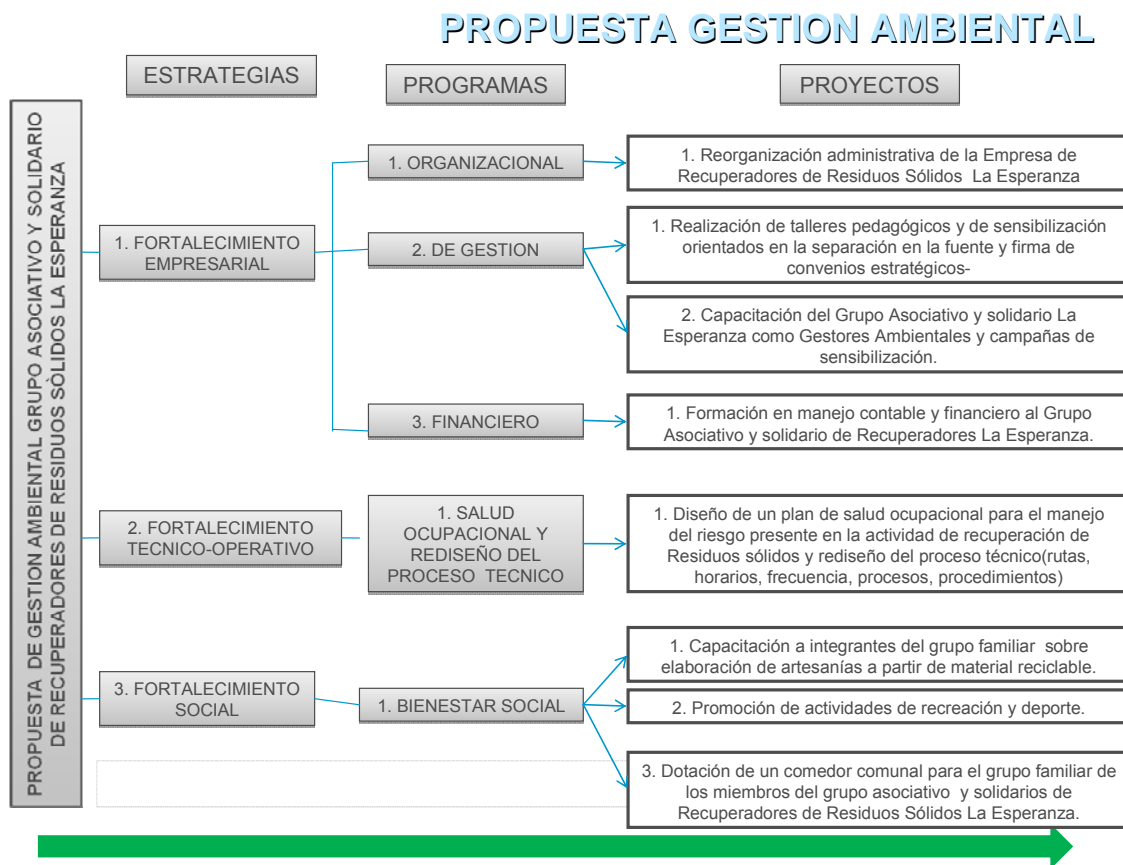 PROPUESTA GESTION AMBIENTAL
ESTRATEGIAS
PROGRAMAS
PROYECTOS
PROPUESTA DE GESTION AMBIENTAL GRUPO ASOCIATIVO Y SOLIDARIO
DE RECUPERADORES DE RESIDUOS SÒLIDOS LA ESPERANZA
1. FORTALECIMIENTO
EMPRESARIAL
1. ORGANIZACIONAL
1. Reorganización administrativa de la Empresa de
Recuperadores de Residuos Sólidos La Esperanza
2. DE GESTION
1. Realización de talleres pedagógicos y de sensibilización
orientados en la separación en la fuente y firma de
convenios estratégicos-
2. Capacitación del Grupo Asociativo y solidario La
Esperanza como Gestores Ambientales y campañas de
sensibilización.
3. FINANCIERO
1. Formación en manejo contable y financiero al Grupo
Asociativo y solidario de Recuperadores La Esperanza.
2. FORTALECIMIENTO
TECNICO-OPERATIVO
1. SALUD
OCUPACIONAL Y
REDISEÑO DEL
PROCESO TECNICO
1. Diseño de un plan de salud ocupacional para el manejo
del riesgo presente en la actividad de recuperación de
Residuos sólidos y rediseño del proceso técnico(rutas,
horarios, frecuencia, procesos, procedimientos)
3. FORTALECIMIENTO
SOCIAL
1. BIENESTAR SOCIAL
1. Capacitación a integrantes del grupo familiar sobre
elaboración de artesanías a partir de material reciclable.
2. Promoción de actividades de recreación y deporte.
3. Dotación de un comedor comunal para el grupo familiar de
los miembros del grupo asociativo y solidarios de
Recuperadores de Residuos Sólidos La Esperanza.